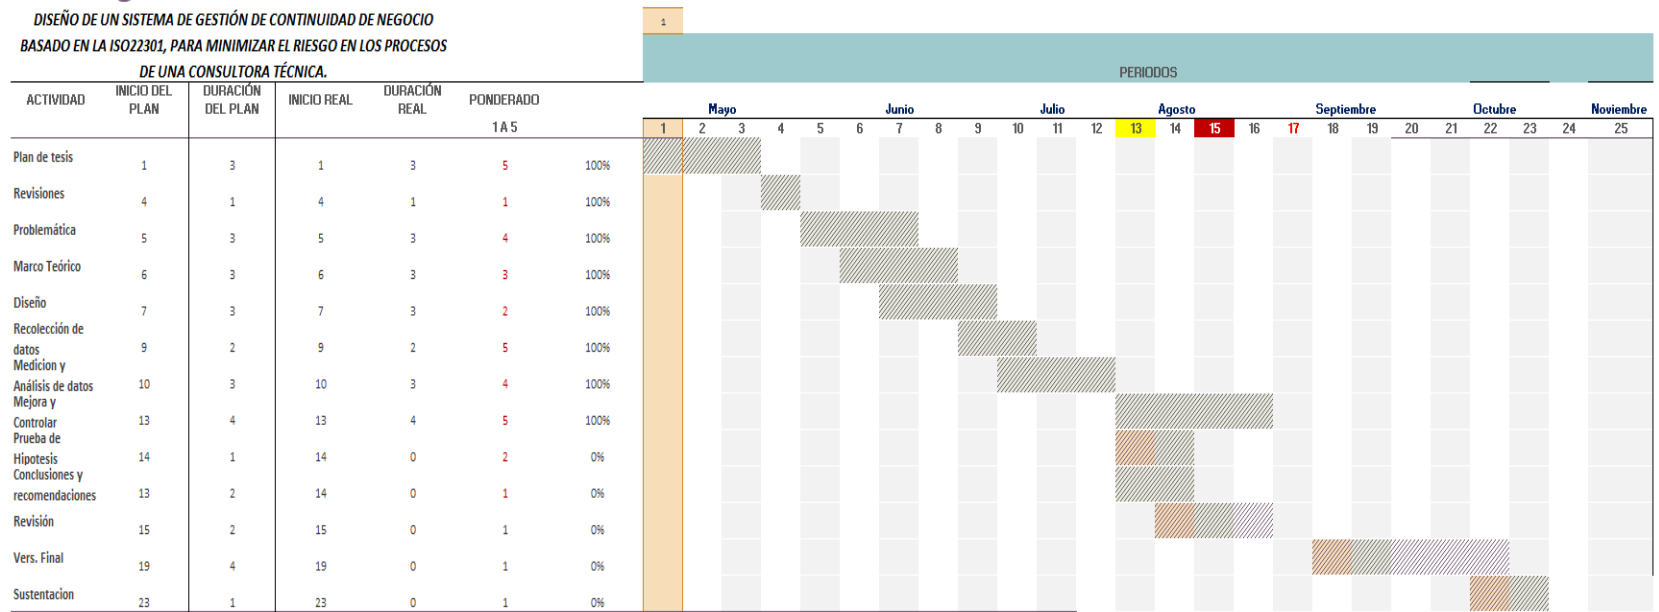 DISEÑO DE UN SISTEMA DE GESTIÓN DE CONTINUIDAD DE NEGOCIO
BASADO EN LA ISO22301, PARA MINIMIZAR EL RIESGO EN LOS PROCESOS
DE UNA CONSULTORA TÉCNICA.
1
PERIODOS
ACTIVIDAD INICIO DEL PLAN DURACIÓN DEL PLAN INICIO REAL DURACIÓN REAL PONDERADO
1 A 5
Mayo Junio Julio Agosto Septiembre Octubre Noviembre
1 2 3 4 5 6 7 8 9 10 11 12 13 14 15 16 17 18 19 20 21 22 23 24 25
Plan de tesis 1 3 1 3 5 100%
Revisiones 4 1 4 1 1 100%
Problemática 5 3 5 3 4 100%
Marco Teórico 6 3 6 3 3 100%
Diseño 7 3 7 3 2 100%
Recolección de
datos 9 2 9 2 5 100%
Medicion y
Análisis de datos 10 3 10 3 4 100%
Mejora y
Controlar 13 4 13 4 5 100%
Prueba de
Hipotesis 14 1 14 0 2 0%
Conclusiones y
recomendaciones 13 2 14 0 1 0%
Revisión 15 2 15 0 1 0%
Vers. Final 19 4 19 0 1 0%
Sustentacion 23 1 23 0 1 0%